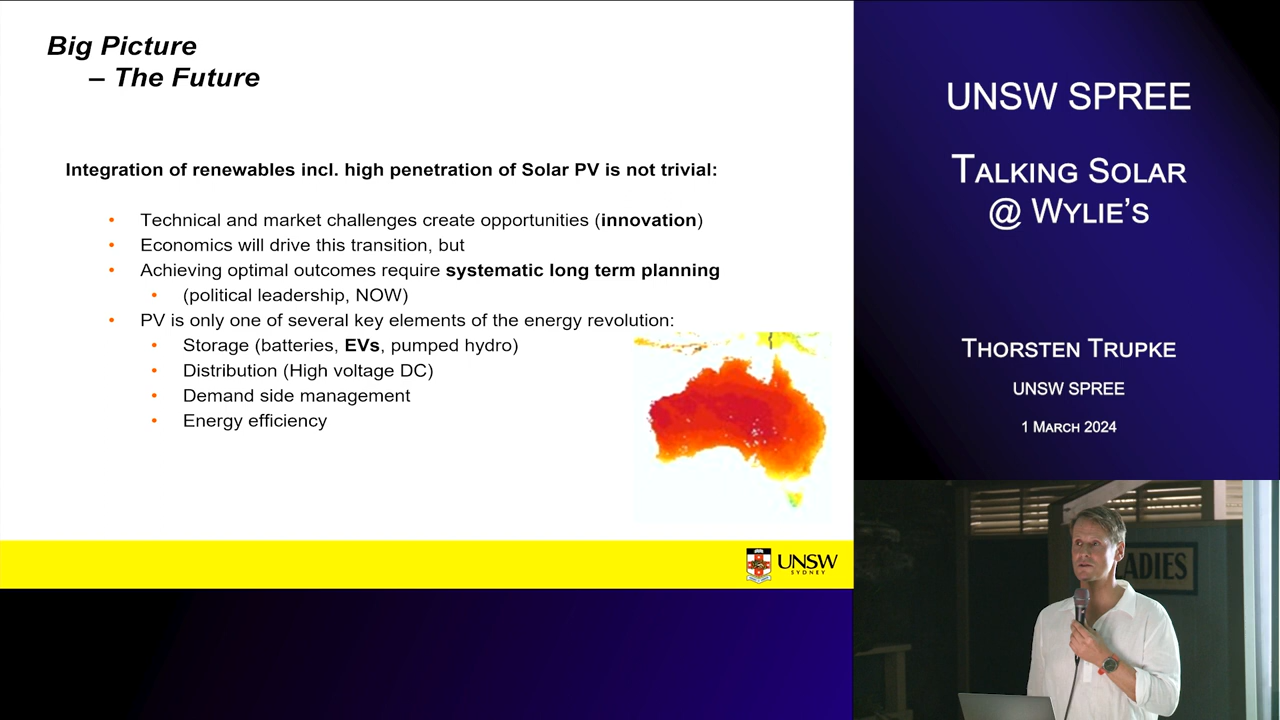 Big Picture
– The Future
Integration of renewables incl. high penetration of Solar PV is not trivial:
• Technical and market challenges create opportunities (innovation)
• Economics will drive this transition, but
• Achieving optimal outcomes require systematic long term planning
• (political leadership, NOW)
• PV is only one of several key elements of the energy revolution:
• Storage (batteries, EVs, pumped hydro)
• Distribution (High voltage DC)
• Demand side management
• Energy efficiency
UNSW
SYDNEY
UNSW SPREE
TALKING SOLAR
@ WYLIE'S
THORSTEN TRUPKE
UNSW SPREE
1 MARCH 2024
ADIES